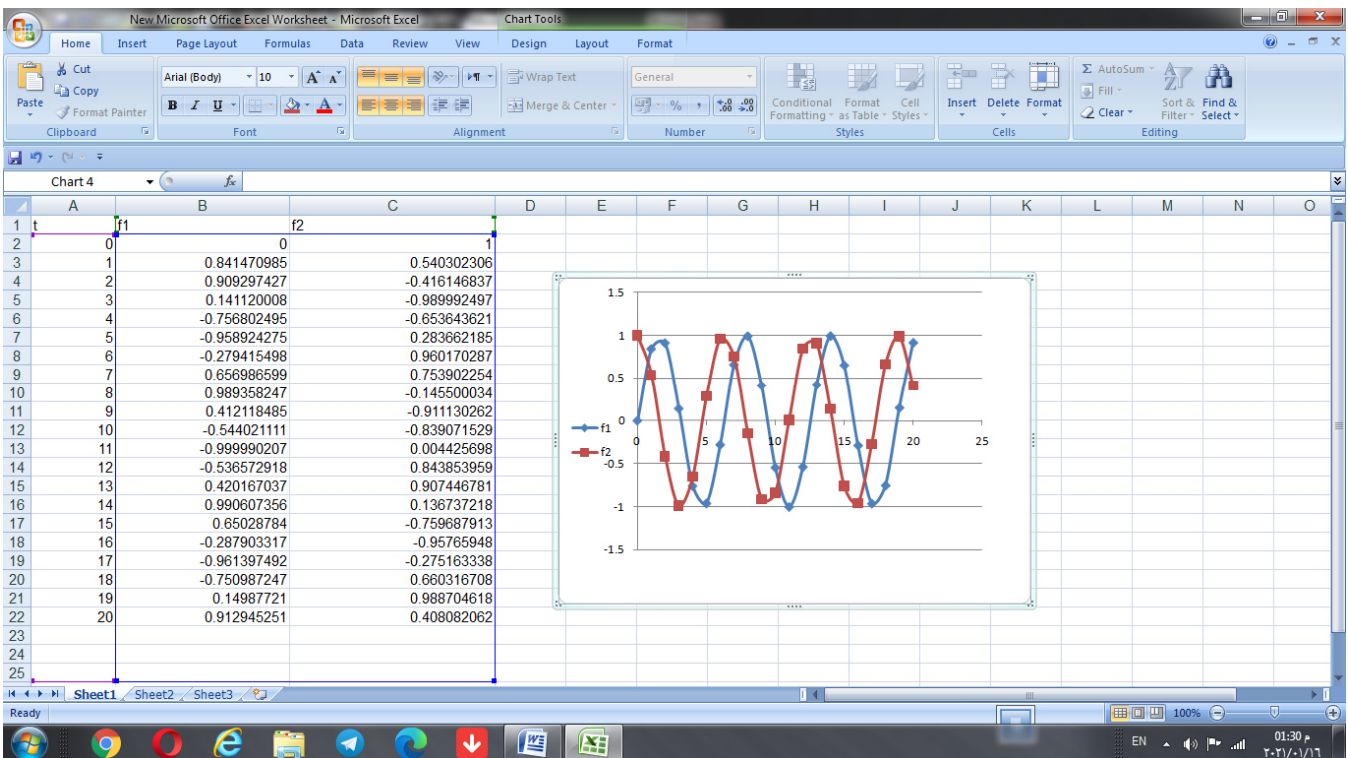 New Microsoft Office Excel Worksheet - Microsoft Excel Chart Tools
Home Insert Page Layout Formulas Data Review View Design Layout Format
Paste
Cut
Copy
Format Painter
Clipboard
Arial (Body) 10 A A
B I U A
Font
Wrap Text
Merge & Center
Alignment
General
% ,
Number
Conditional Formatting
Format as Table
Cell Styles
Styles
Insert Delete Format
Cells
Σ AutoSum
Fill
Clear
Sort & Filter
Find & Select
Editing
Chart 4 fx
A B C D E F G H I J K L M N O
1 t f1 f2
2 0 0 1
3 1 0.841470985 0.540302306
4 2 0.909297427 -0.416146837
5 3 0.141120008 -0.989992497
6 4 -0.756802495 -0.653643621
7 5 -0.958924275 0.283662185
8 6 -0.279415498 0.960170287
9 7 0.656986599 0.753902254
10 8 0.989358247 -0.145500034
11 9 0.412118485 -0.911130262
12 10 -0.544021111 -0.839071529
13 11 -0.999990207 0.004425698
14 12 -0.536572918 0.843853959
15 13 0.420167037 0.907446781
16 14 0.990607356 0.136737218
17 15 0.65028784 -0.759687913
18 16 -0.287903317 -0.95765948
19 17 -0.961397492 -0.275163338
20 18 -0.750987247 0.660316708
21 19 0.14987721 0.988704618
22 20 0.912945251 0.408082062
23
24
25
1.5
1
0.5
0
-0.5
-1
-1.5
0 5 10 15 20 25
f1
f2
Sheet1 Sheet2 Sheet3
Ready 100%
EN 01:30 م
٢٠٢١/٠١/١٦